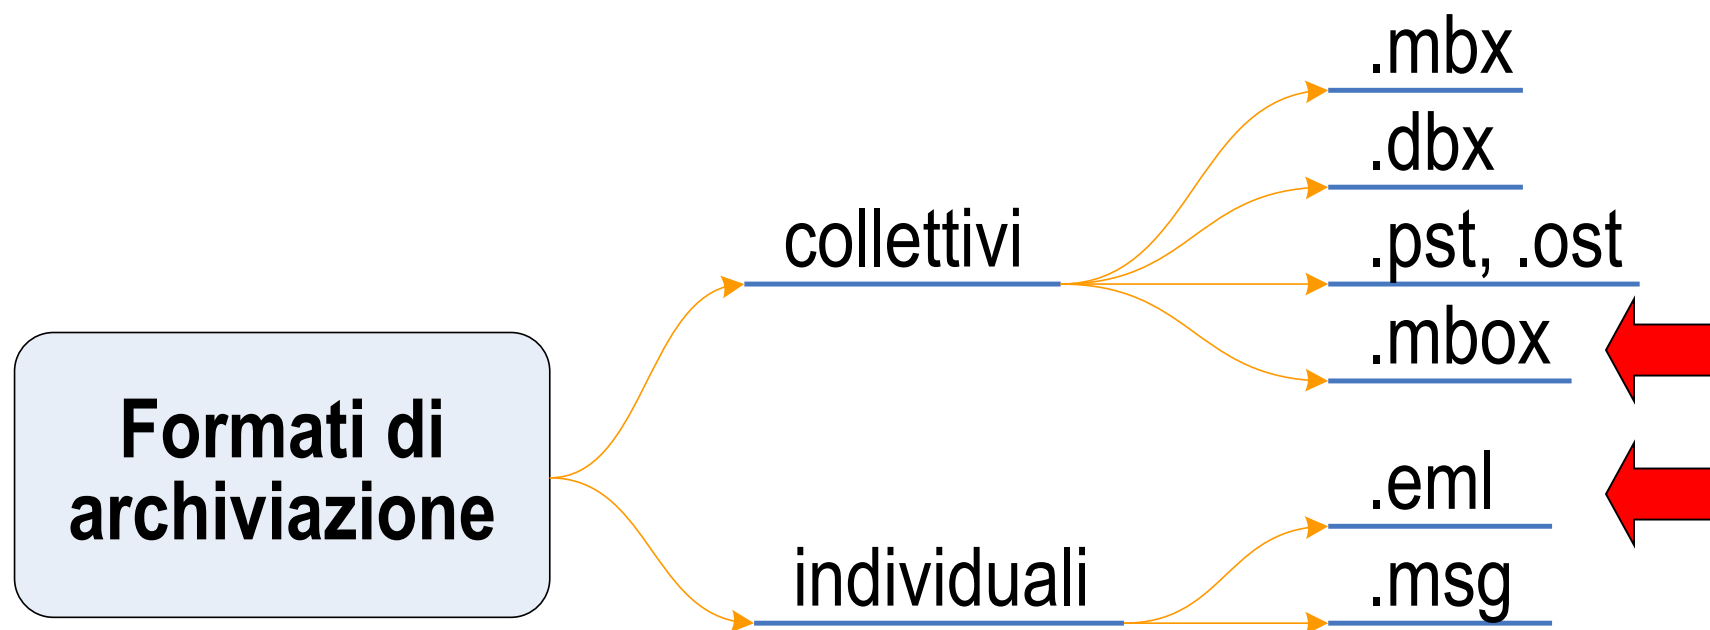 Formati di
archiviazione
collettivi
.mbx
.dbx
.pst, .ost
.mbox
individuali
.eml
.msg